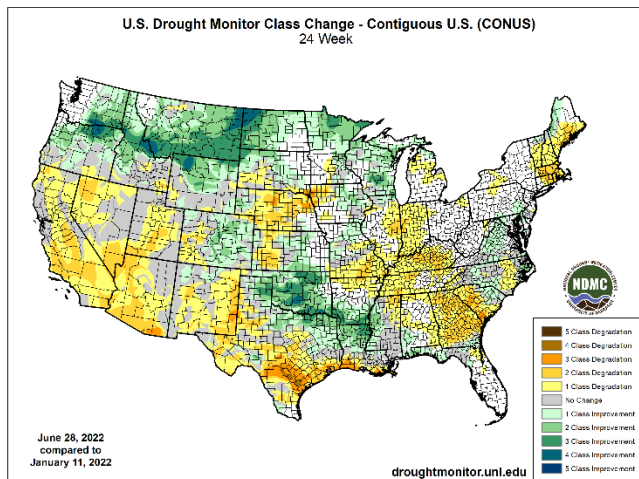 U.S. Drought Monitor Class Change - Contiguous U.S. (CONUS)
24 Week
NDMC
5 Class Degradation
4 Class Degradation
3 Class Degradation
2 Class Degradation
1 Class Degradation
No Change
1 Class Improvement
2 Class Improvement
3 Class Improvement
4 Class Improvement
5 Class Improvement
June 28, 2022
compared to
January 11, 2022
droughtmonitor.unl.edu